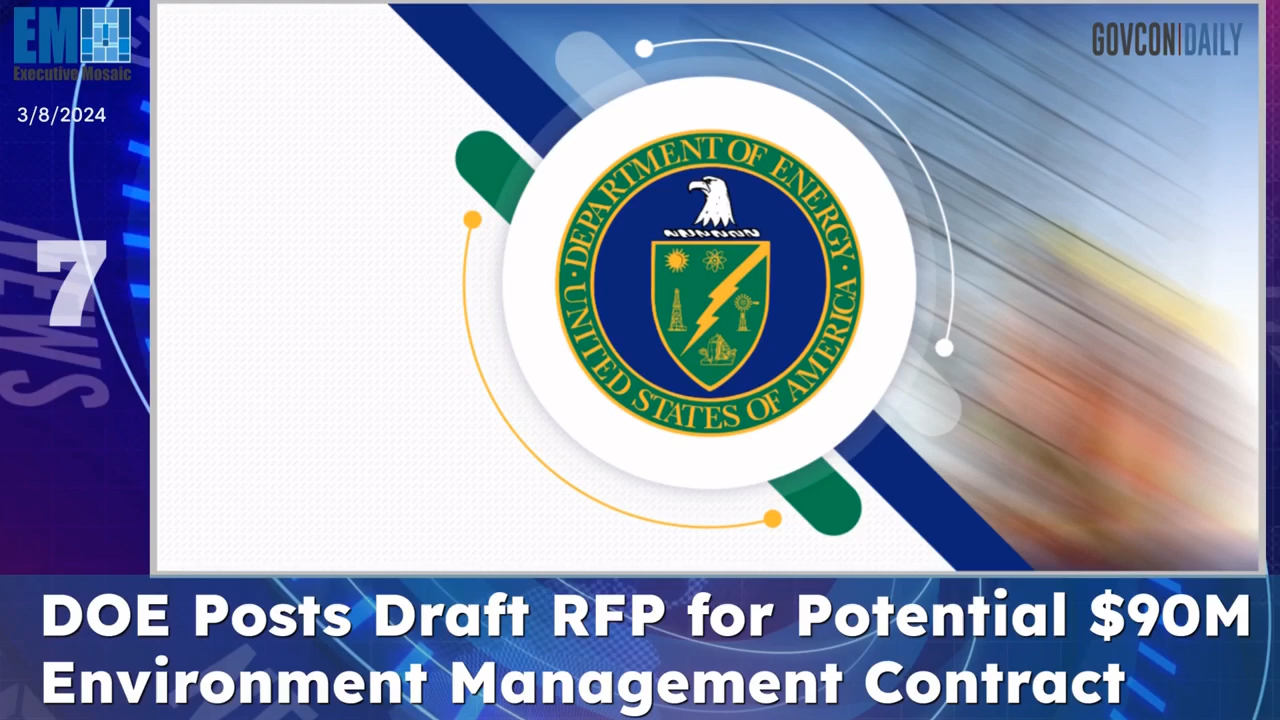 EM
Executive Mosaic
GOVCON|DAILY
3/8/2024
7
NEWS
·DEPARTMENT OF ENERGY·
UNITED STATES OF AMERICA
DOE Posts Draft RFP for Potential $90M
Environment Management Contract